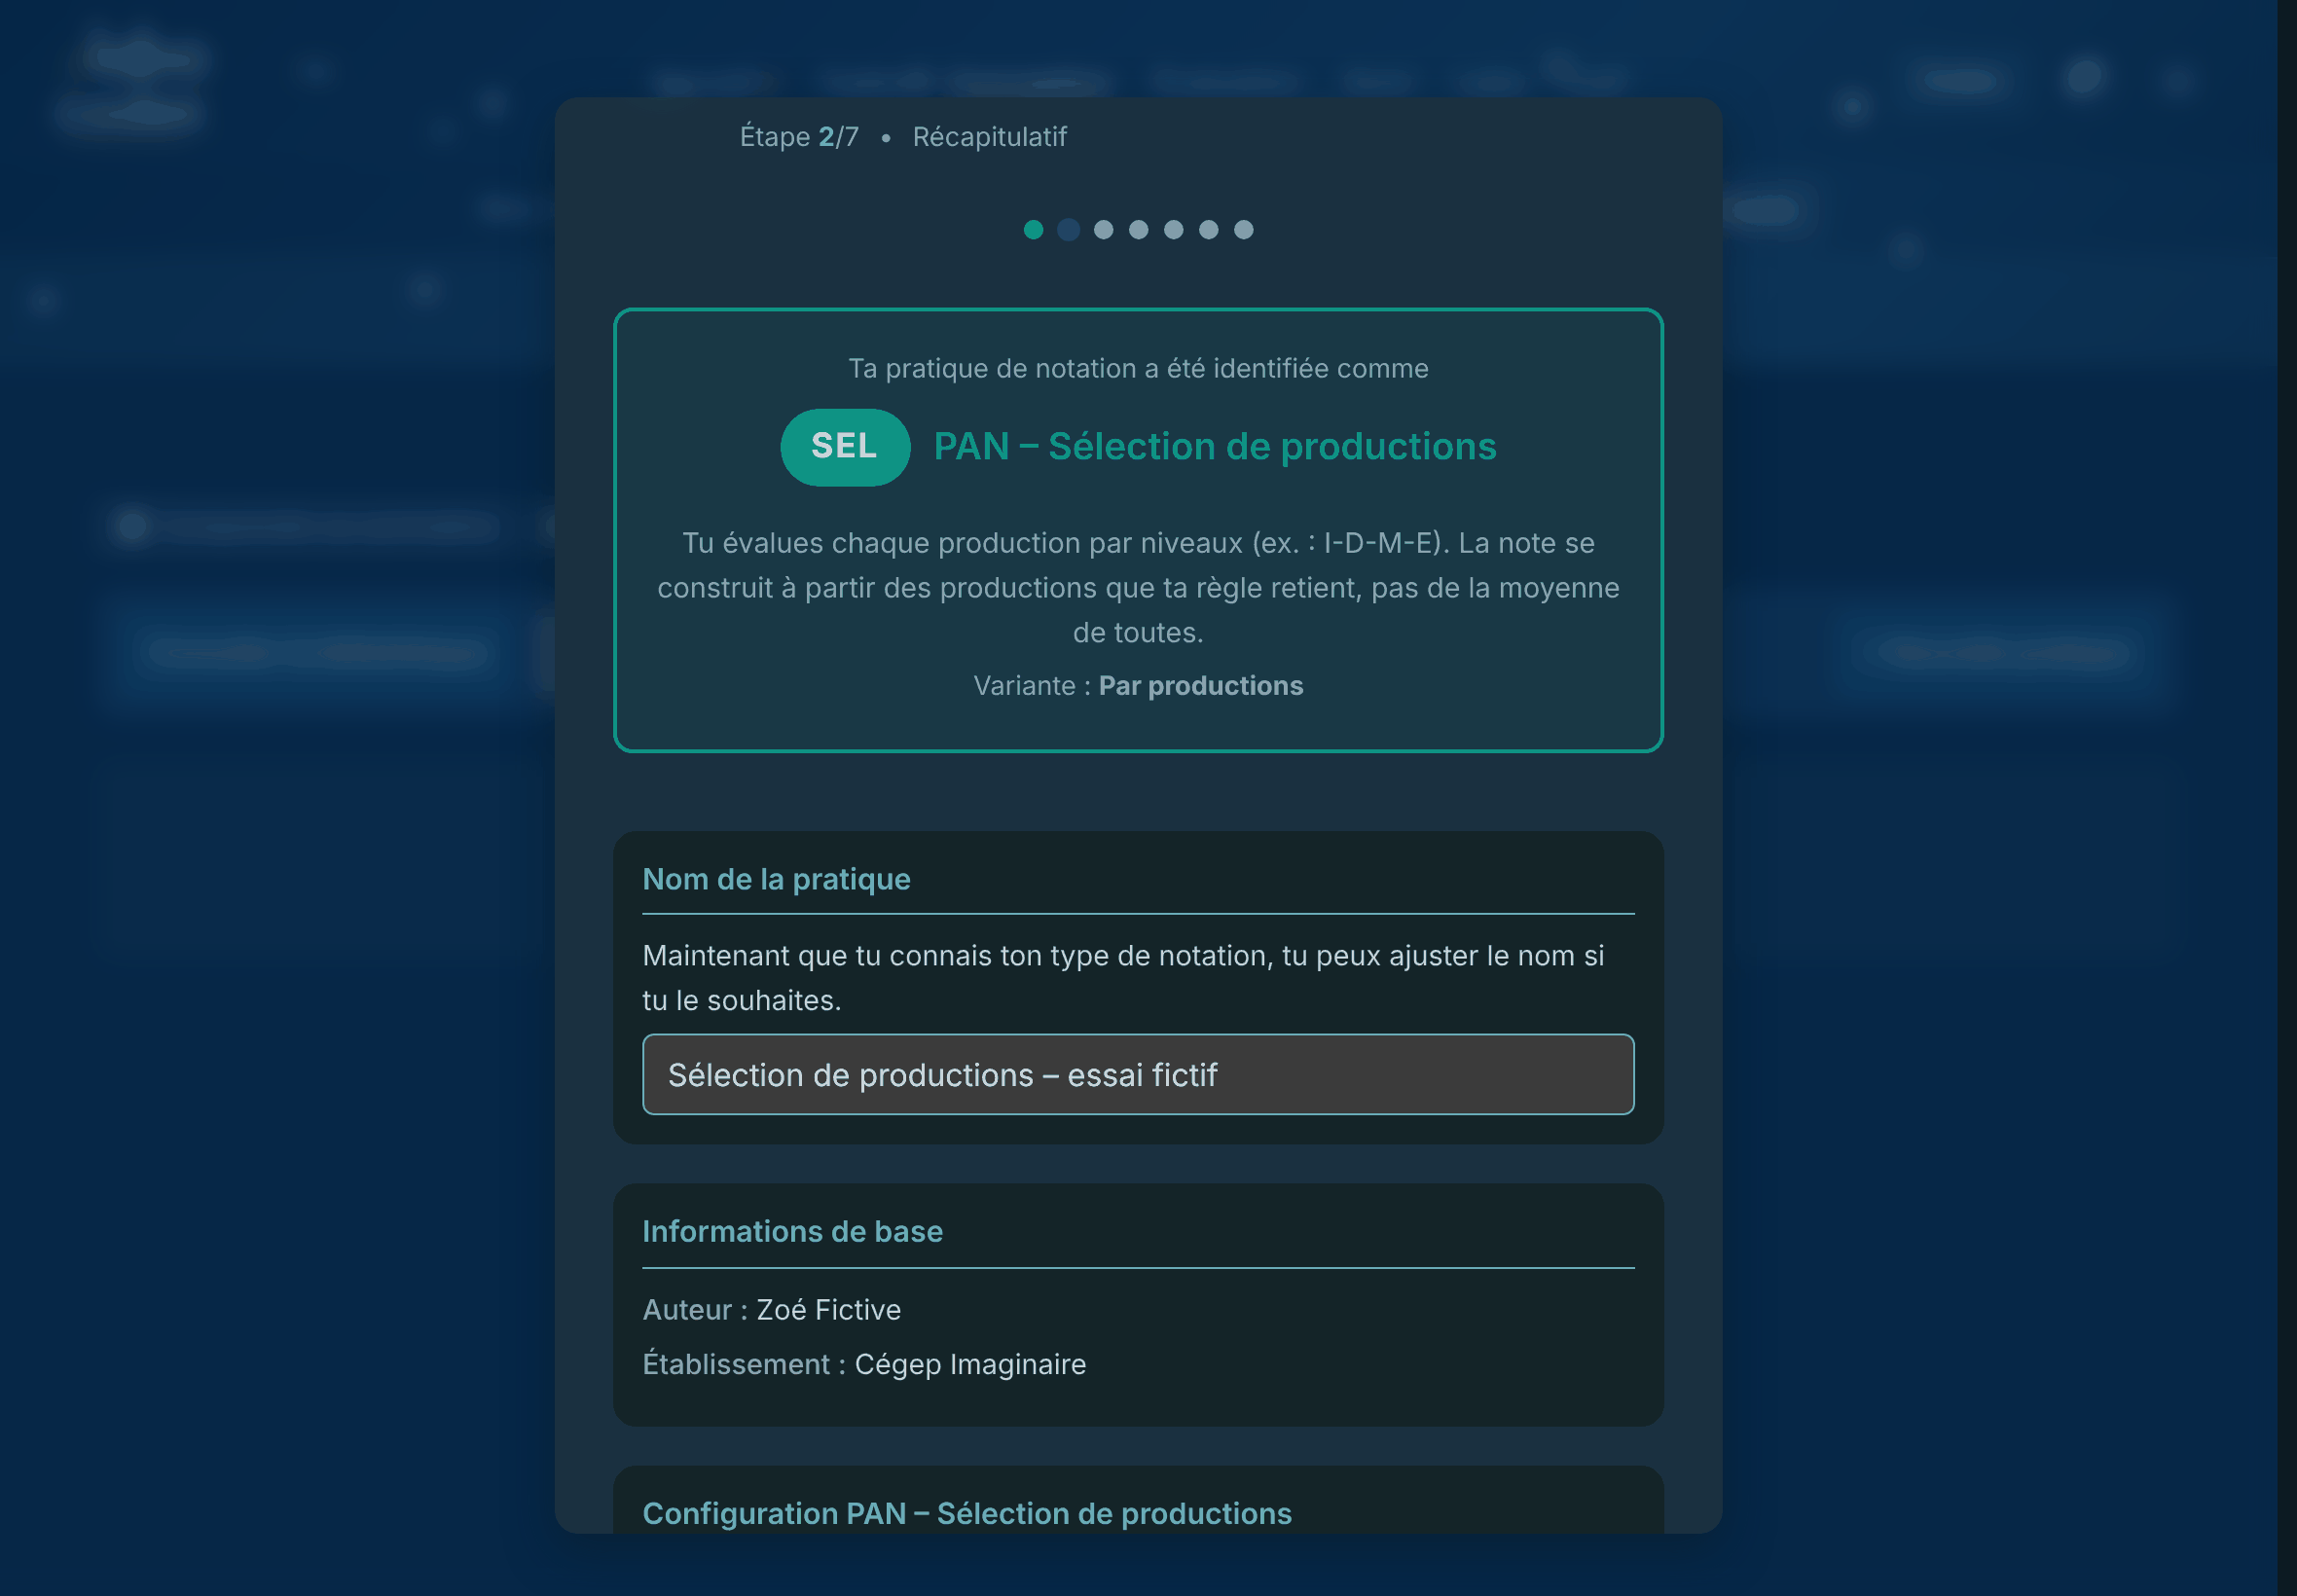 Étape 2/7 • Récapitulatif
Ta pratique de notation a été identifiée comme
SEL PAN – Sélection de productions
Tu évalues chaque production par niveaux (ex. : I-D-M-E). La note se
construit à partir des productions que ta règle retient, pas de la moyenne
de toutes.
Variante : Par productions
Nom de la pratique
Maintenant que tu connais ton type de notation, tu peux ajuster le nom si
tu le souhaites.
Sélection de productions – essai fictif
Informations de base
Auteur : Zoé Fictive
Établissement : Cégep Imaginaire
Configuration PAN – Sélection de productions